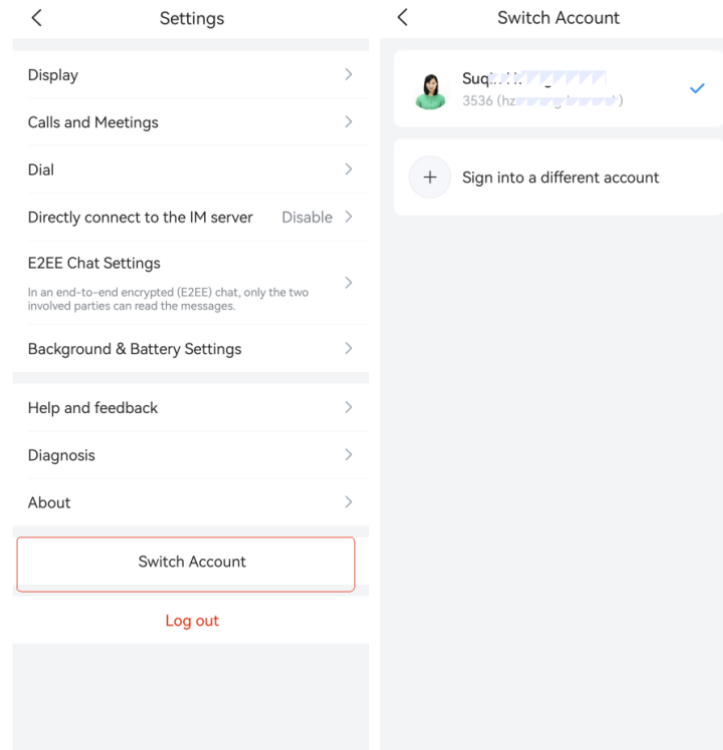 Settings
Display
Calls and Meetings
Dial
Directly connect to the IM server Disable
E2EE Chat Settings
In an end-to-end encrypted (E2EE) chat, only the two
involved parties can read the messages.
Background & Battery Settings
Help and feedback
Diagnosis
About
Switch Account
Log out
Switch Account
3536
Sign into a different account